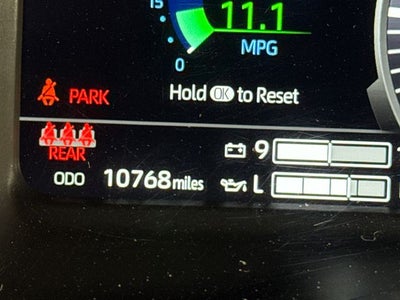 15
11.1
MPG
0
PARK
Hold OK to Reset
REAR
9
ODO 10768 miles
L